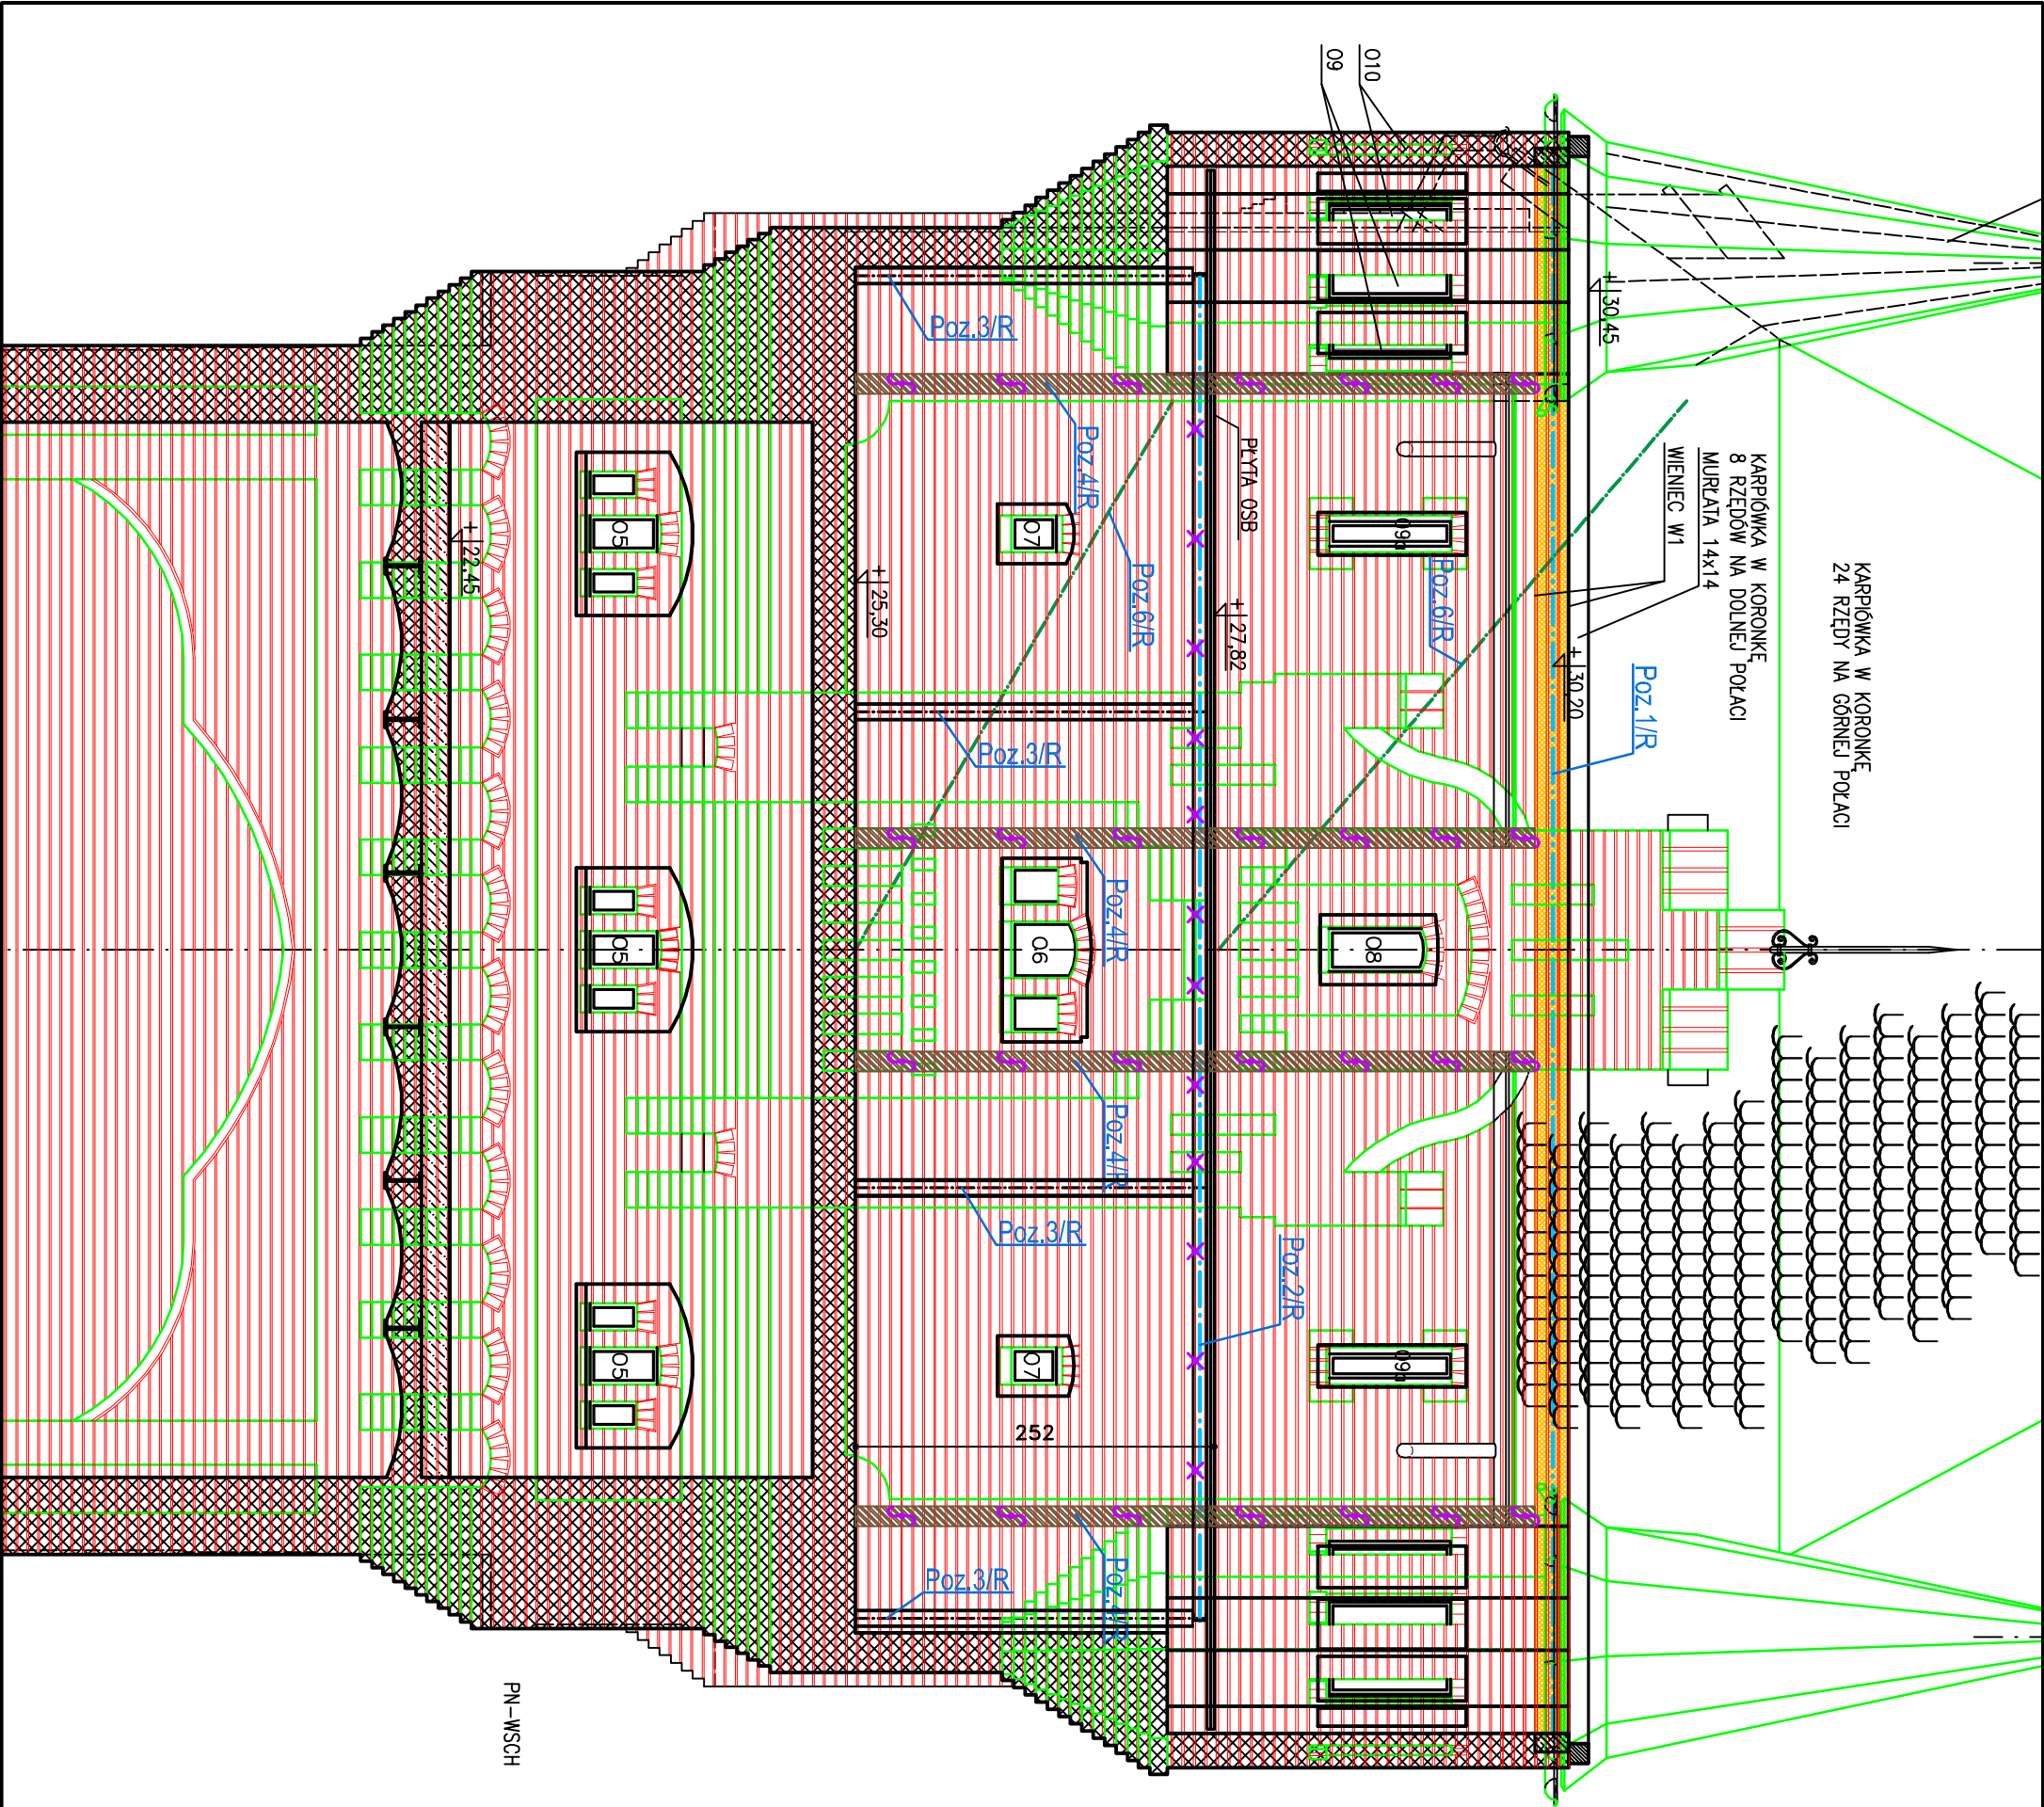 KARPIÓWKA W KORONKĘ
24 RZĘDY NA GÓRNEJ POŁACI
KARPIÓWKA W KORONKĘ
8 RZĘDÓW NA DOLNEJ POŁACI
MURŁATA 14x14
WIENIEC W1
+30,45
+30,20
Poz.1/R
O10
O9
O9a
O8
O9a
Poz.6/R
PŁYTA OSB
+27,82
Poz.2/R
Poz.6/R
Poz.4/R
Poz.4/R
Poz.4/R
Poz.4/R
O7
O6
O7
252
Poz.3/R
Poz.3/R
Poz.3/R
Poz.3/R
+25,30
O5
O5
O5
+22,45
PN-WSCH